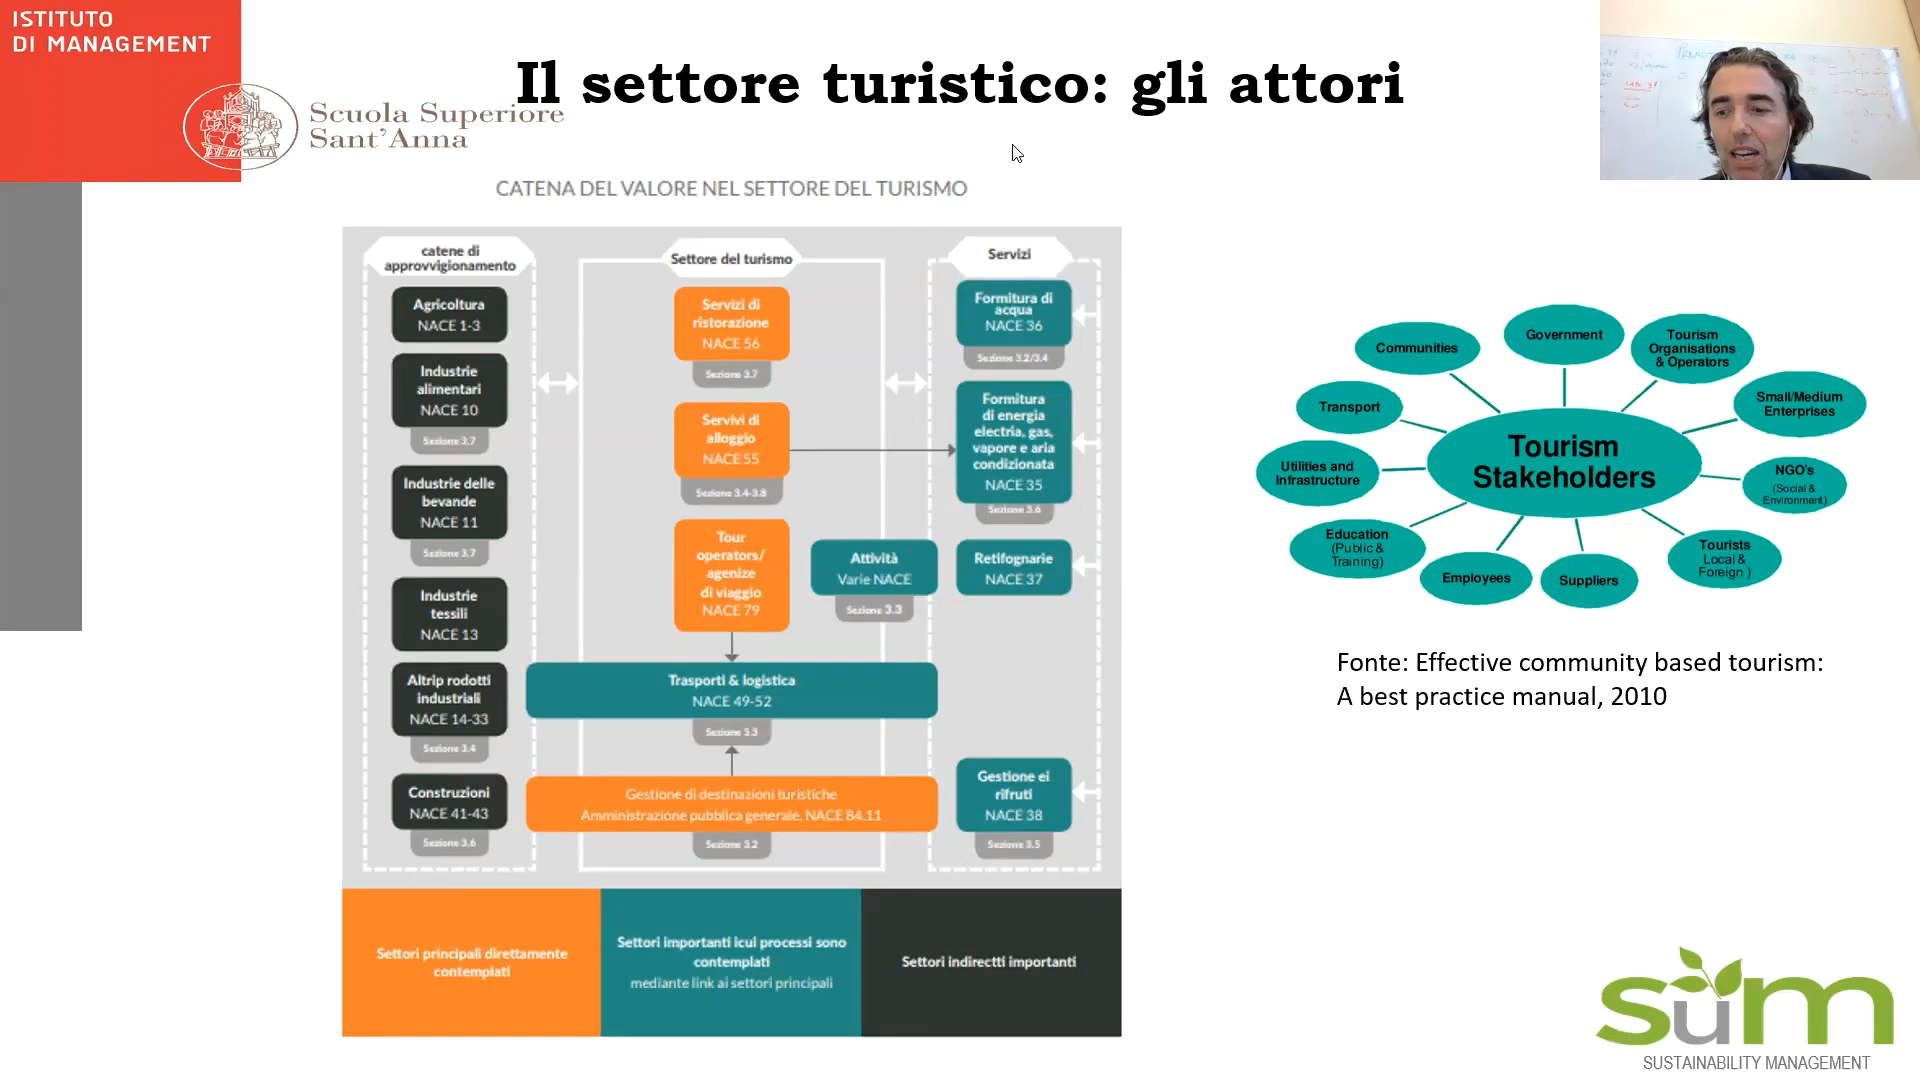 ISTITUTO
DI MANAGEMENT
Scuola Superiore
Sant'Anna
Il settore turistico: gli attori
CATENA DEL VALORE NEL SETTORE DEL TURISMO
catene di
approvvigionamento
Agricoltura
NACE 1-3
Industrie
alimentari
NACE 10
Sezione 3.7
Industrie delle
bevande
NACE 11
Sezione 3.7
Industrie
tessili
NACE 13
Altrip rodotti
industriali
NACE 14-33
Sezione 3.4
Construzioni
NACE 41-43
Sezione 3.6
Settore del turismo
Servizi di
ristorazione
NACE 56
Sezione 3.7
Servivi di
alloggio
NACE 55
Sezione 3.4-3.8
Tour
operators/
agenize
di viaggio
NACE 79
Attività
Varie NACE
Sezione 3.3
Trasporti & logistica
NACE 49-52
Sezione 3.3
Gestione di destinazioni turistiche
Amministrazione pubblica generale, NACE 84.11
Sezione 3.2
Servizi
Formitura di
acqua
NACE 36
Sezione 3.2/3.4
Formitura
di energia
electria, gas,
vapore e aria
condizionata
NACE 35
Sezione 3.6
Retifognarie
NACE 37
Gestione ei
rifruti
NACE 38
Sezione 3.5
Settori principali direttamente
contempiati
Settori importanti icui processi sono
contemplati
mediante link ai settori principali
Settori indirectti importanti
Tourism
Stakeholders
Government
Tourism
Organisations
& Operators
Small/Medium
Enterprises
NGO's
(Social &
Environment)
Tourists
Local &
Foreign )
Suppliers
Employees
Education
(Public &
Training)
Utilities and
Infrastructure
Transport
Communities
Fonte: Effective community based tourism:
A best practice manual, 2010
sum
SUSTAINABILITY MANAGEMENT